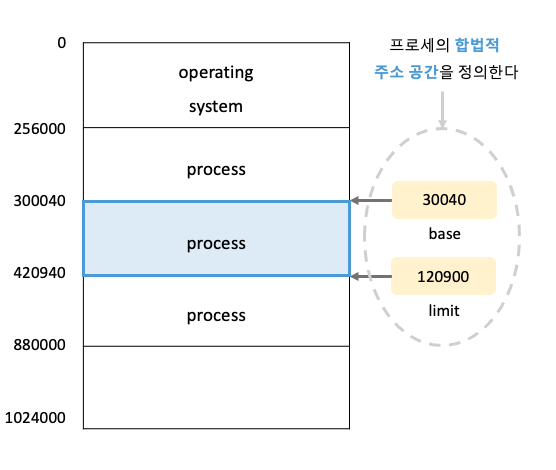 0
프로세의 합법적
주소 공간을 정의한다
operating
system
256000
process
300040
30040
base
process
420940
120900
limit
process
880000
1024000